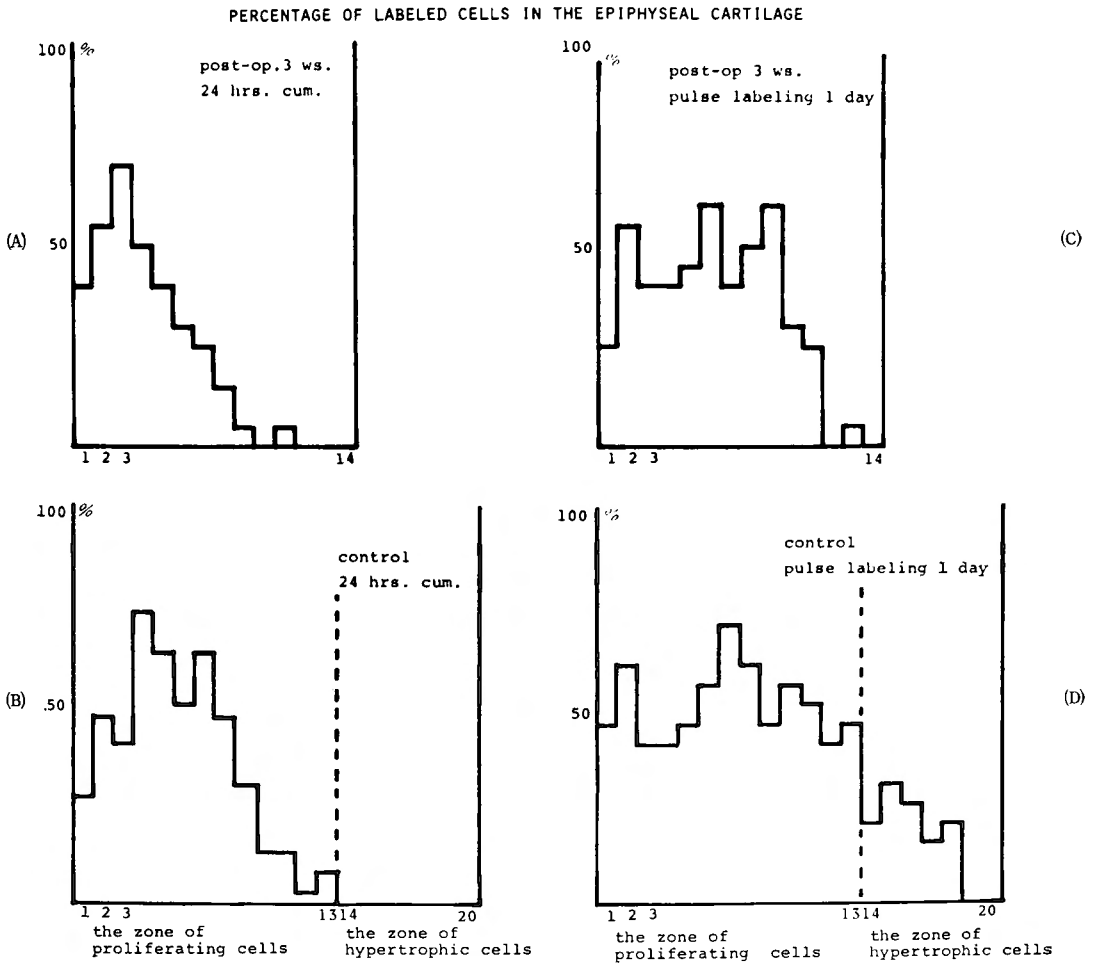 PERCENTAGE OF LABELED CELLS IN THE EPIPHYSEAL CARTILAGE
(A)
100 %
post-op.3 ws.
24 hrs. cum.
50
1 2 3 14
(C)
100
%
post-op 3 ws.
pulse labeling 1 day
50
1 2 3 14
(B)
100 %
control
24 hrs. cum.
.50
1 2 3 1314 20
the zone of
proliferating cells
the zone of
hypertrophic cells
(D)
100 %
control
pulse labeling 1 day
50
1 2 3 1314 20
the zone of
proliferating cells
the zone of
hypertrophic cells